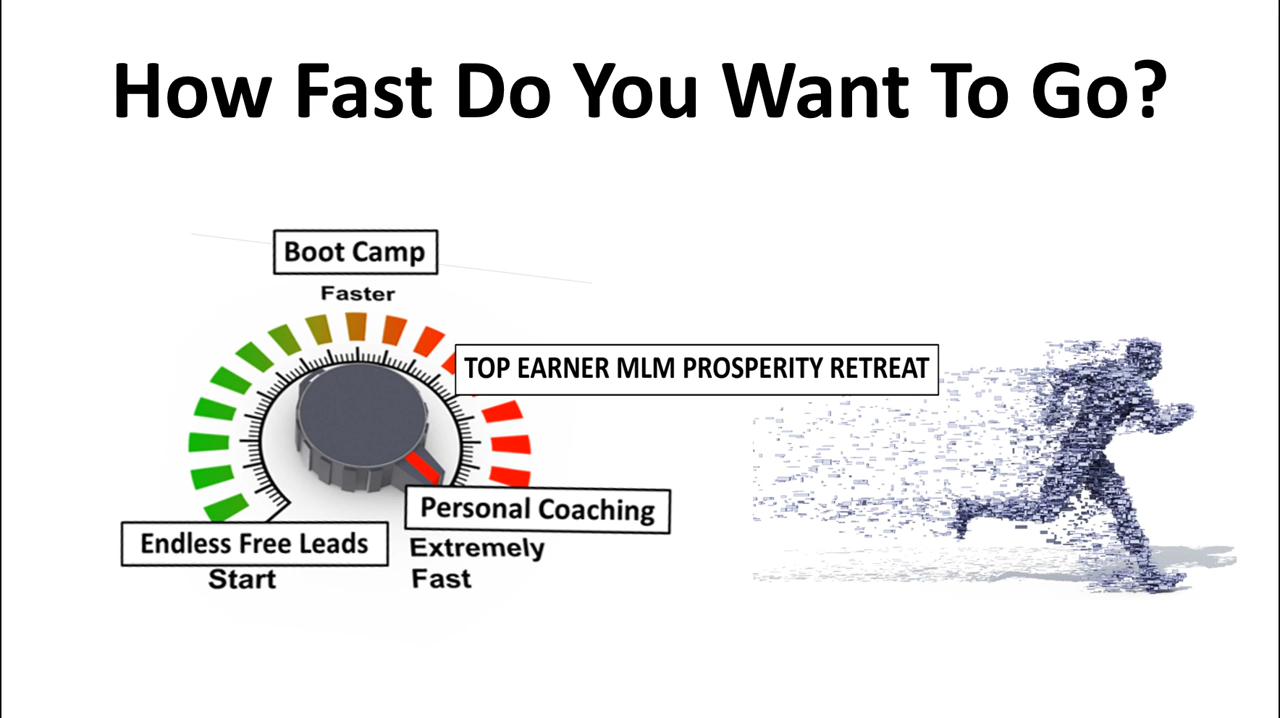 How Fast Do You Want To Go?
Boot Camp
Faster
TOP EARNER MLM PROSPERITY RETREAT
Personal Coaching
Extremely
Fast
Endless Free Leads
Start